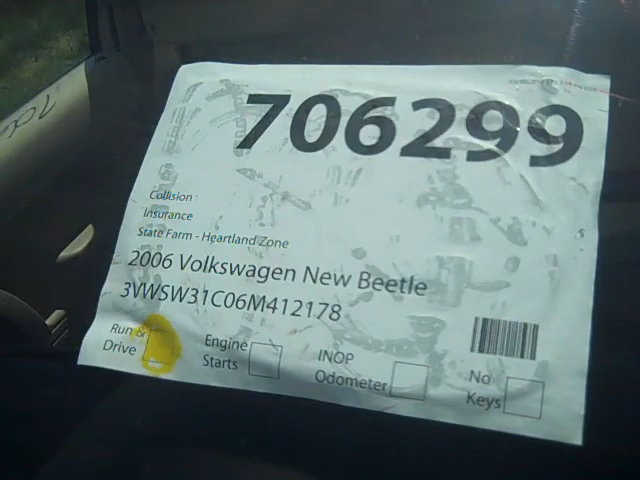 706299
Collision
Insurance
State Farm - Heartland Zone
2006 Volkswagen New Beetle
3VWSW31C06M412178
Run &
Drive
Engine
Starts
INOP
Odometer
No
Keys